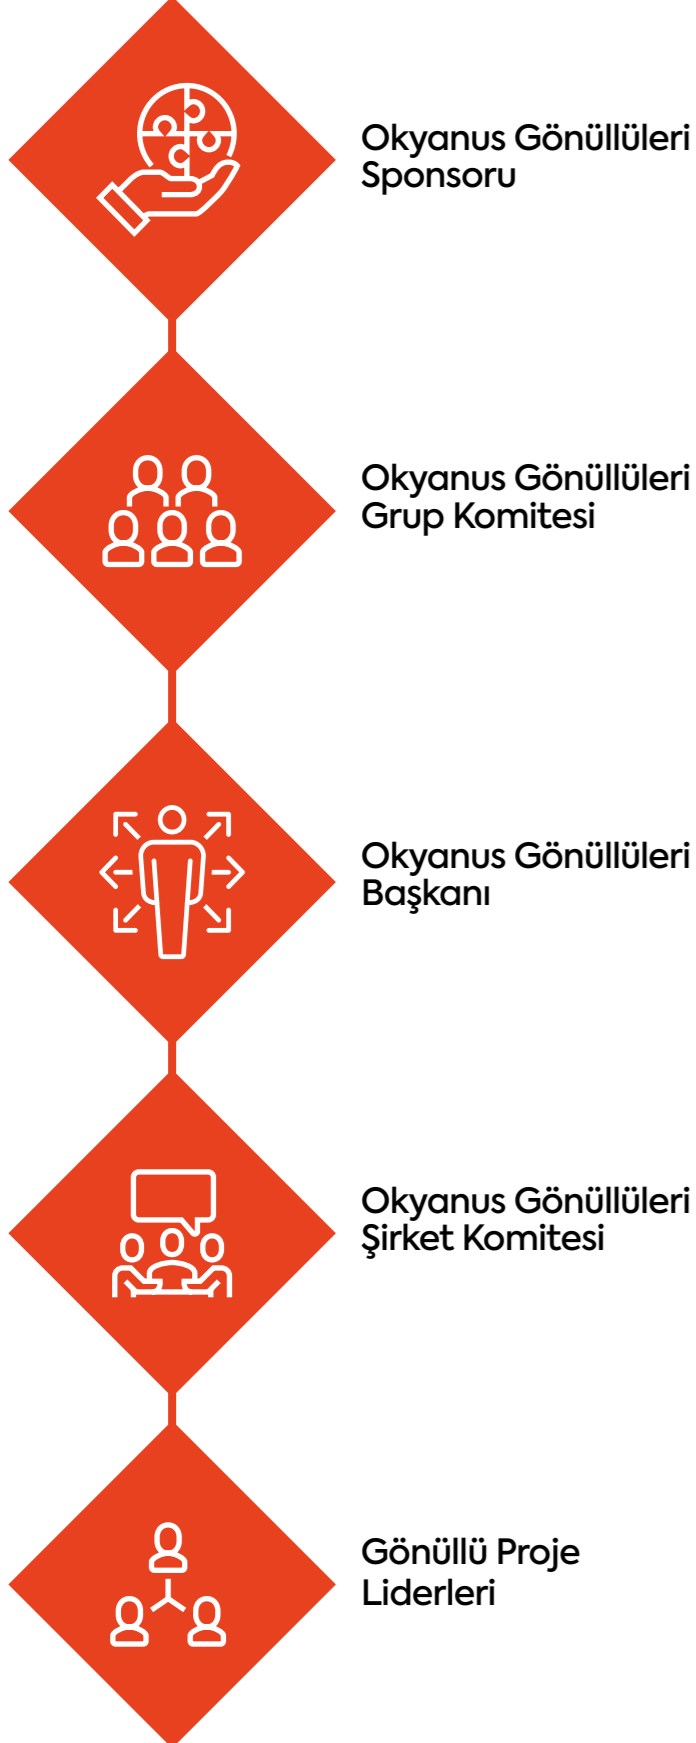 Okyanus Gönüllüleri
Sponsoru
Okyanus Gönüllüleri
Grup Komitesi
Okyanus Gönüllüleri
Başkanı
Okyanus Gönüllüleri
Şirket Komitesi
Gönüllü Proje
Liderleri